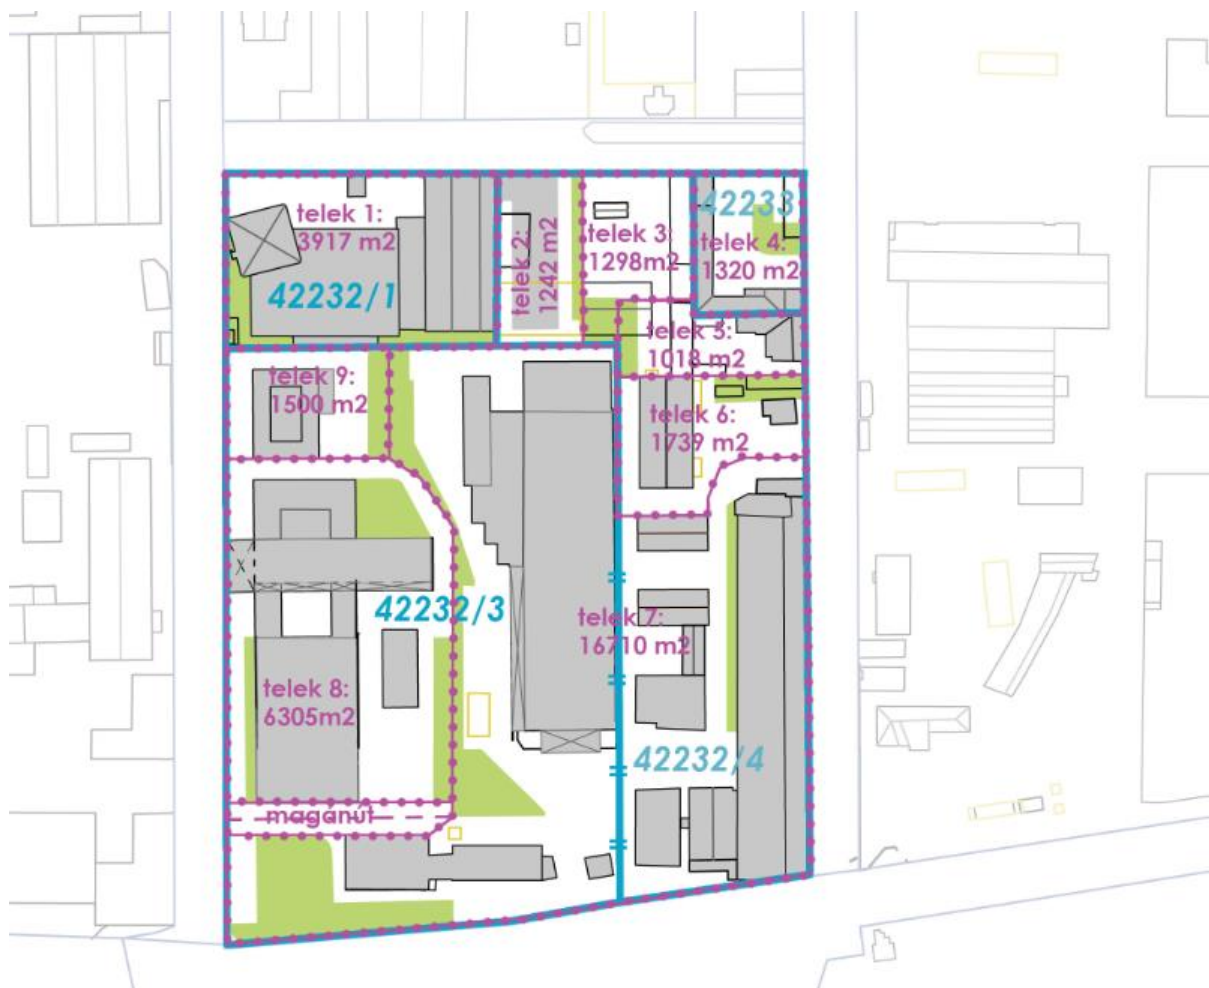 telek 1:
3917 m2
42232/1
telek 2:
1242 m2
telek 3:
1298m2
42233
telek 4:
1320 m2
telek 5:
1018 m2
telek 9:
1500 m2
telek 6:
1739 m2
42232/3
telek 7:
16710 m2
telek 8:
6305m2
42232/4
magánút